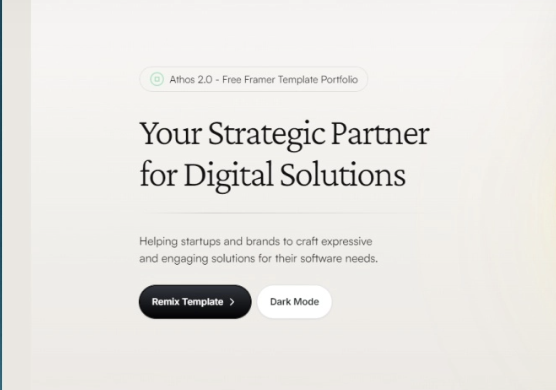 Athos 2.0 - Free Framer Template Portfolio
Your Strategic Partner
for Digital Solutions
Helping startups and brands to craft expressive
and engaging solutions for their software needs.
Remix Template
Dark Mode